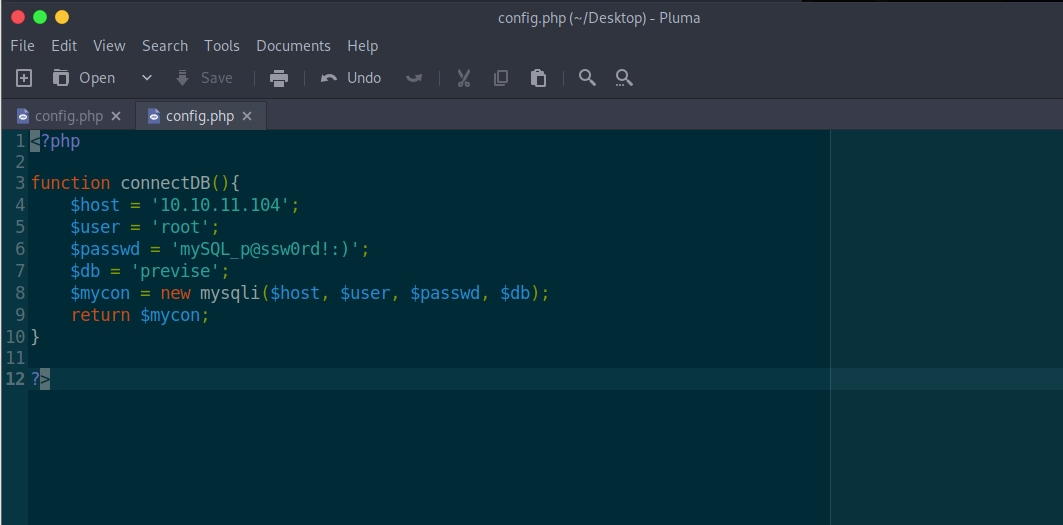 config.php (~/Desktop) - Pluma
File Edit View Search Tools Documents Help
Open Save Undo
config.php config.php
1 <?php
2
3 function connectDB(){
4     $host = '10.10.11.104';
5     $user = 'root';
6     $passwd = 'mySQL_p@ssw0rd!:)';
7     $db = 'previse';
8     $mycon = new mysqli($host, $user, $passwd, $db);
9     return $mycon;
10 }
11
12 ?>